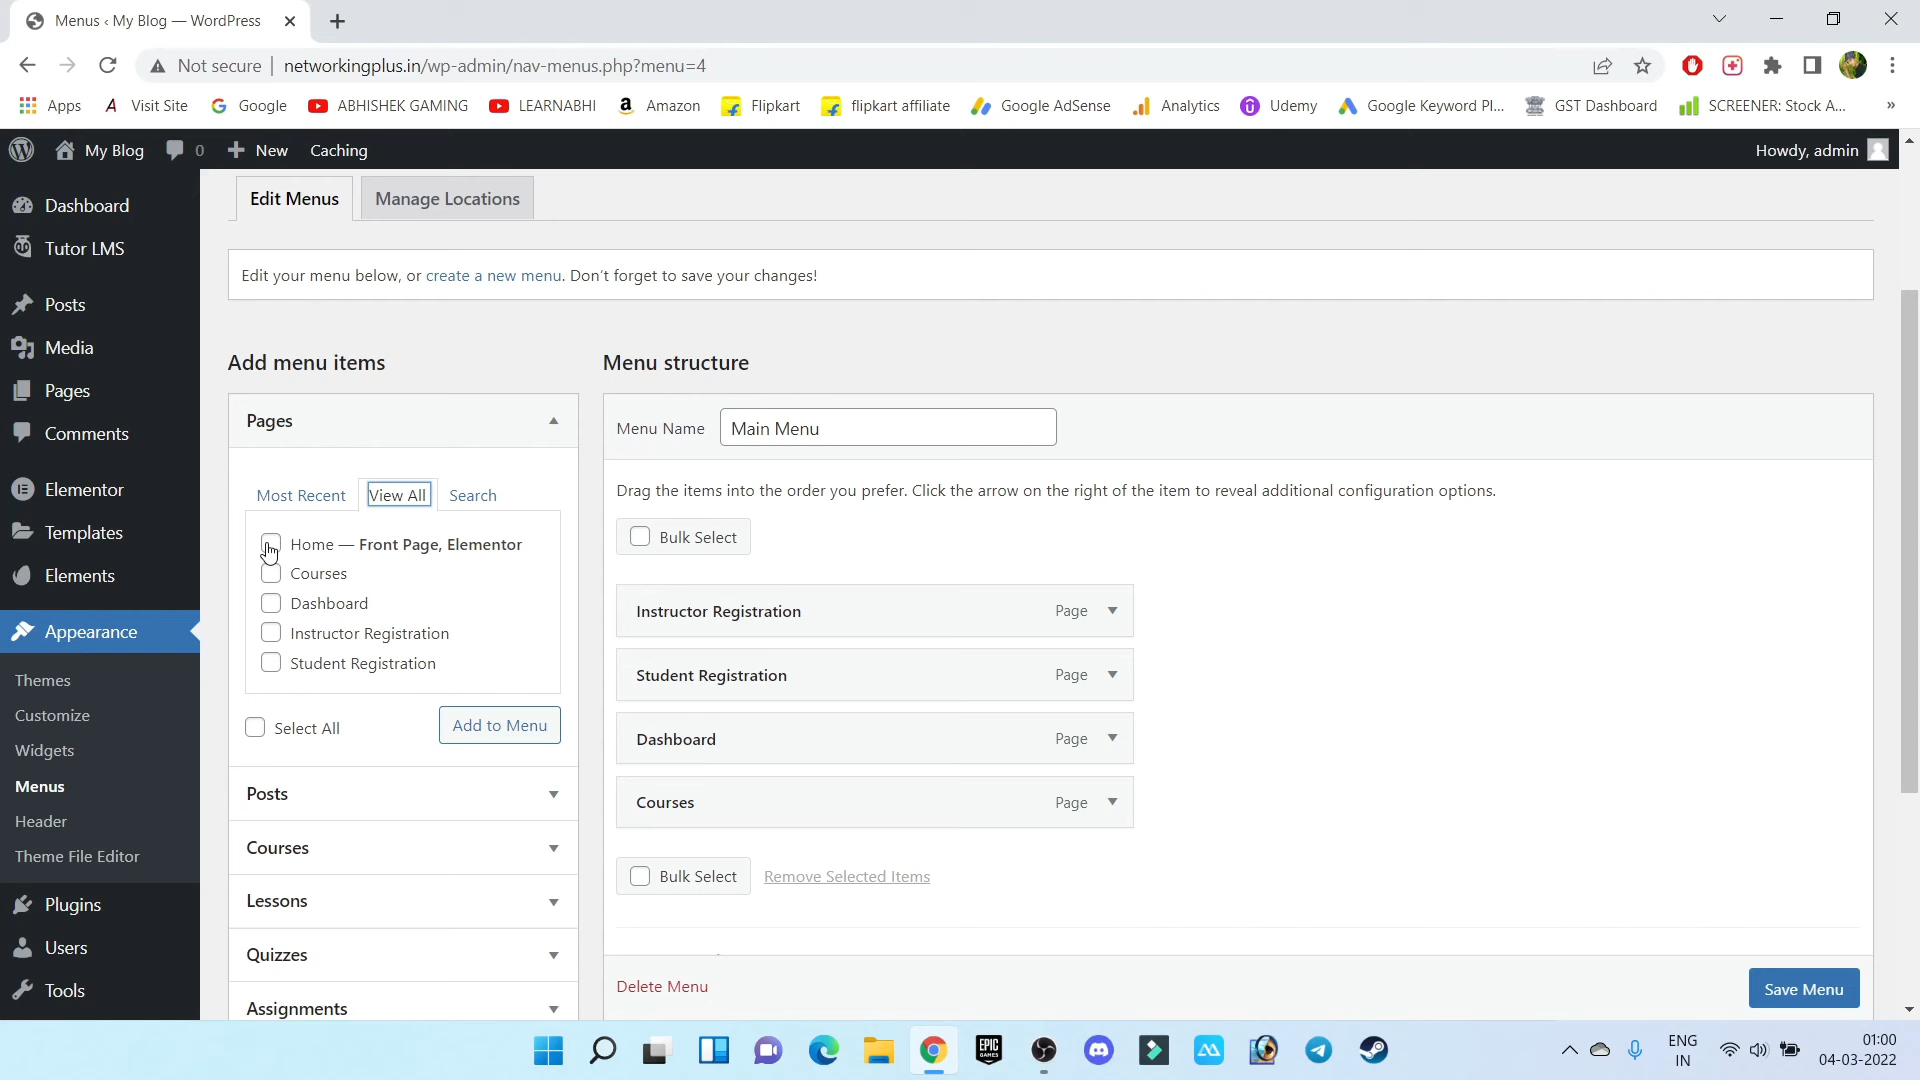 Menus ‹ My Blog — WordPress
Not secure networkingplus.in/wp-admin/nav-menus.php?menu=4
Apps Visit Site Google ABHISHEK GAMING LEARNABHI Amazon Flipkart flipkart affiliate Google AdSense Analytics Udemy Google Keyword Pl... GST Dashboard SCREENER: Stock A... »
My Blog 0 New Caching Howdy, admin
Dashboard
Tutor LMS
Posts
Media
Pages
Comments
Elementor
Templates
Elements
Appearance
Themes
Customize
Widgets
Menus
Header
Theme File Editor
Plugins
Users
Tools
Edit Menus Manage Locations
Edit your menu below, or create a new menu. Don't forget to save your changes!
Add menu items
Pages
Most Recent View All Search
Home — Front Page, Elementor
Courses
Dashboard
Instructor Registration
Student Registration
Select All Add to Menu
Posts
Courses
Lessons
Quizzes
Assignments
Menu structure
Menu Name Main Menu
Drag the items into the order you prefer. Click the arrow on the right of the item to reveal additional configuration options.
Bulk Select
Instructor Registration Page
Student Registration Page
Dashboard Page
Courses Page
Bulk Select Remove Selected Items
Delete Menu Save Menu
EPIC GAMES
ENG IN
01:00
04-03-2022